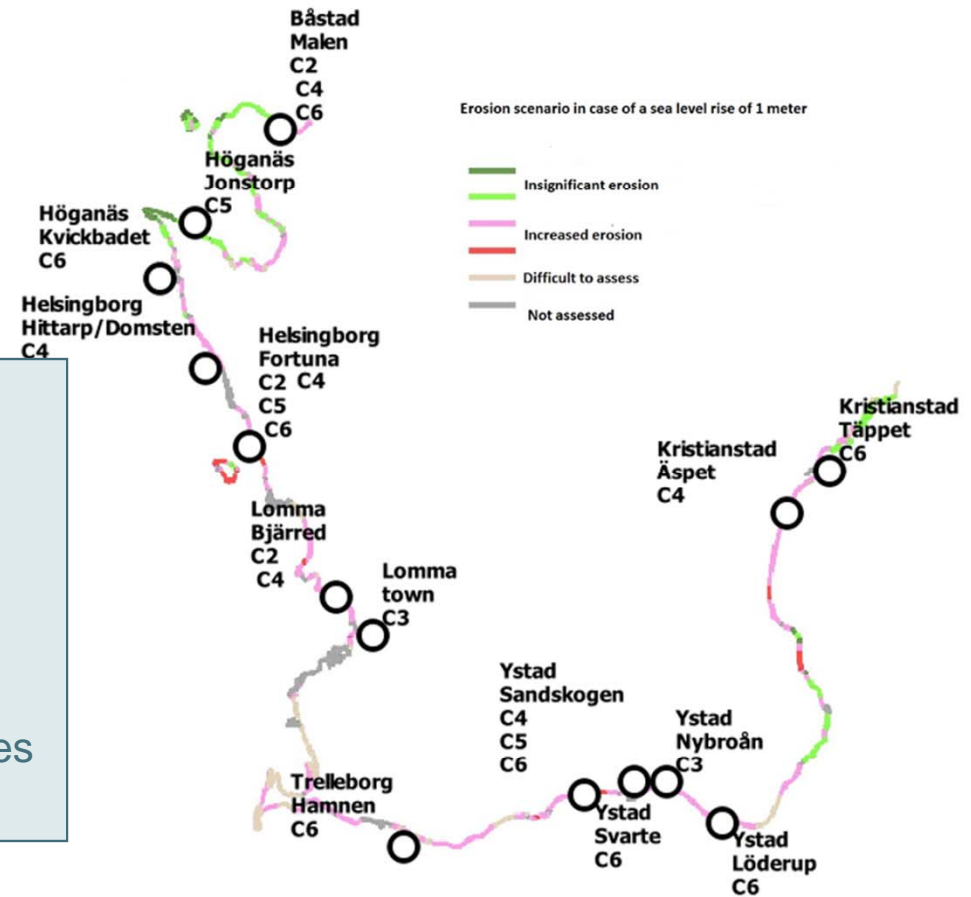 Båstad
Malen
C2
C4
C6
Erosion scenario in case of a sea level rise of 1 meter
Insignificant erosion
Increased erosion
Difficult to assess
Not assessed
Höganäs
Jonstorp
C5
Höganäs
Kvickbadet
C6
Helsingborg
Hittarp/Domsten
C4
Helsingborg
Fortuna
C2 C4
C5
C6
Kristianstad
Täppet
C6
Kristianstad
Äspet
C4
Lomma
Bjärred
C2
C4
Lomma
town
C3
Ystad
Sandskogen
C4
C5
C6
Ystad
Nybroån
C3
es
Trelleborg
Hamnen
C6
Ystad
Svarte
C6
Ystad
Löderup
C6